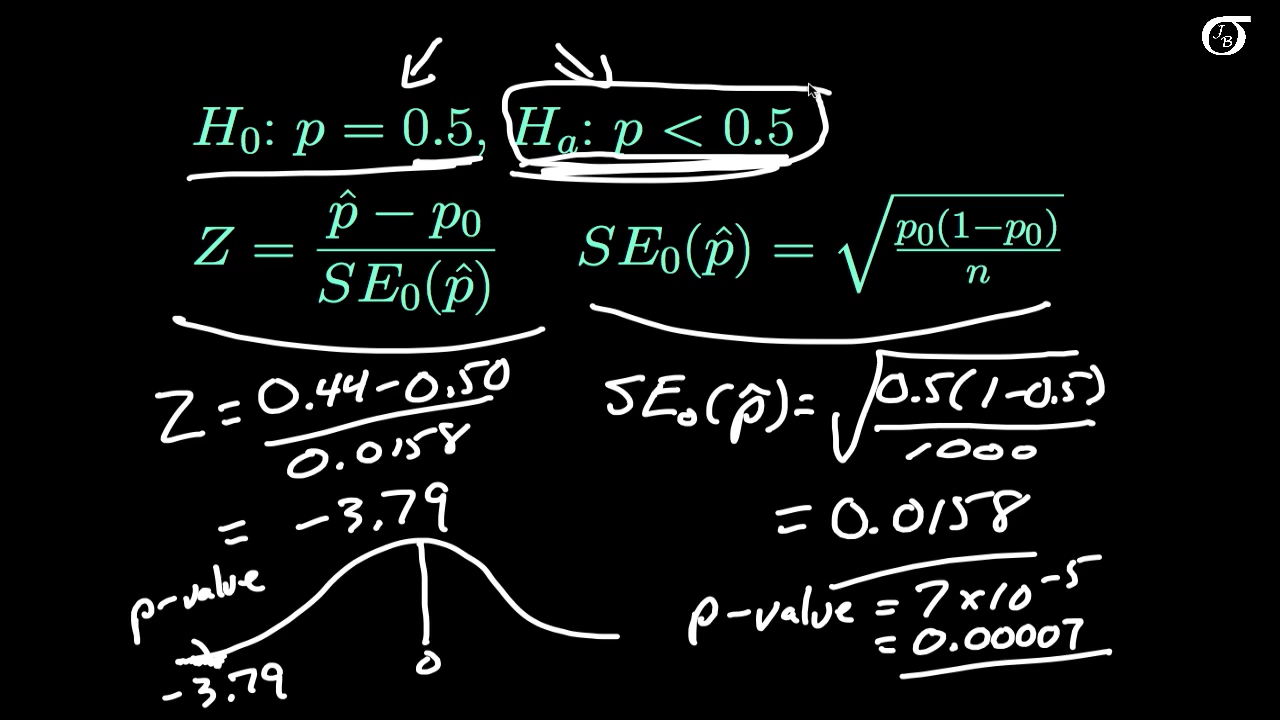 JB
H₀: p = 0.5, Hₐ: p < 0.5
Z = (p̂ − p₀) / SE₀(p̂)    SE₀(p̂) = √(p₀(1−p₀) / n)
Z = (0.44 − 0.50) / 0.0158    SE₀(p̂) = √(0.5(1−0.5) / 1000)
= −3.79    = 0.0158
p-value    p-value = 7 × 10⁻⁵
= 0.00007
−3.79    0